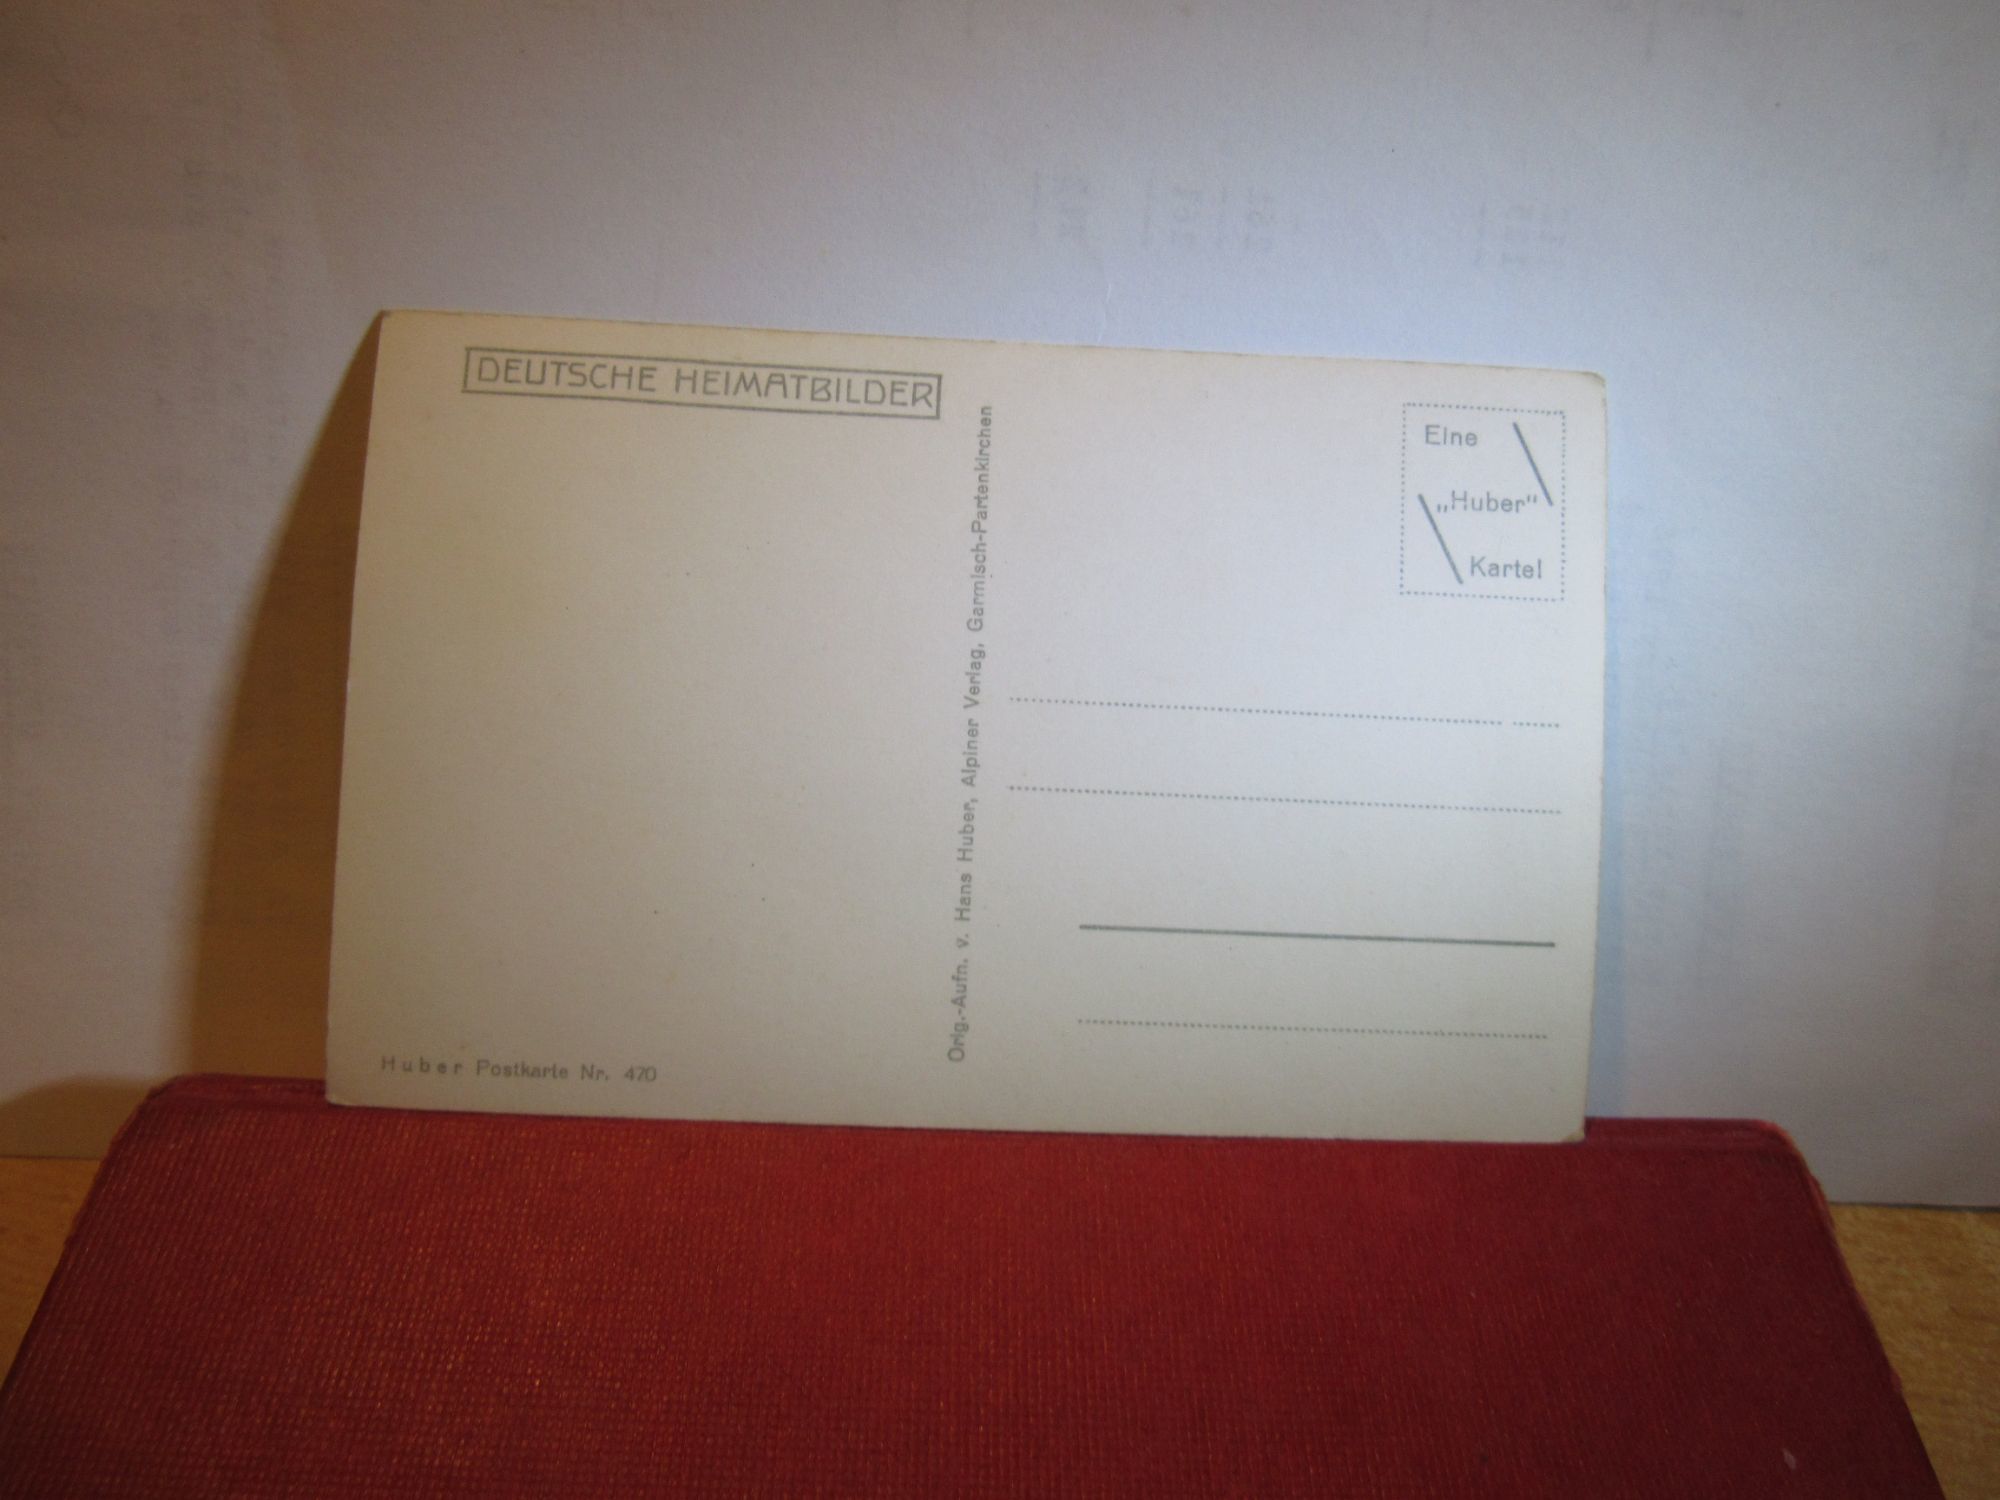 DEUTSCHE HEIMATBILDER
Orig.-Aufn. v. Hans Huber, Alpiner Verlag, Garmisch-Partenkirchen
Eine
„Huber“
Karte!
Huber Postkarte Nr. 470